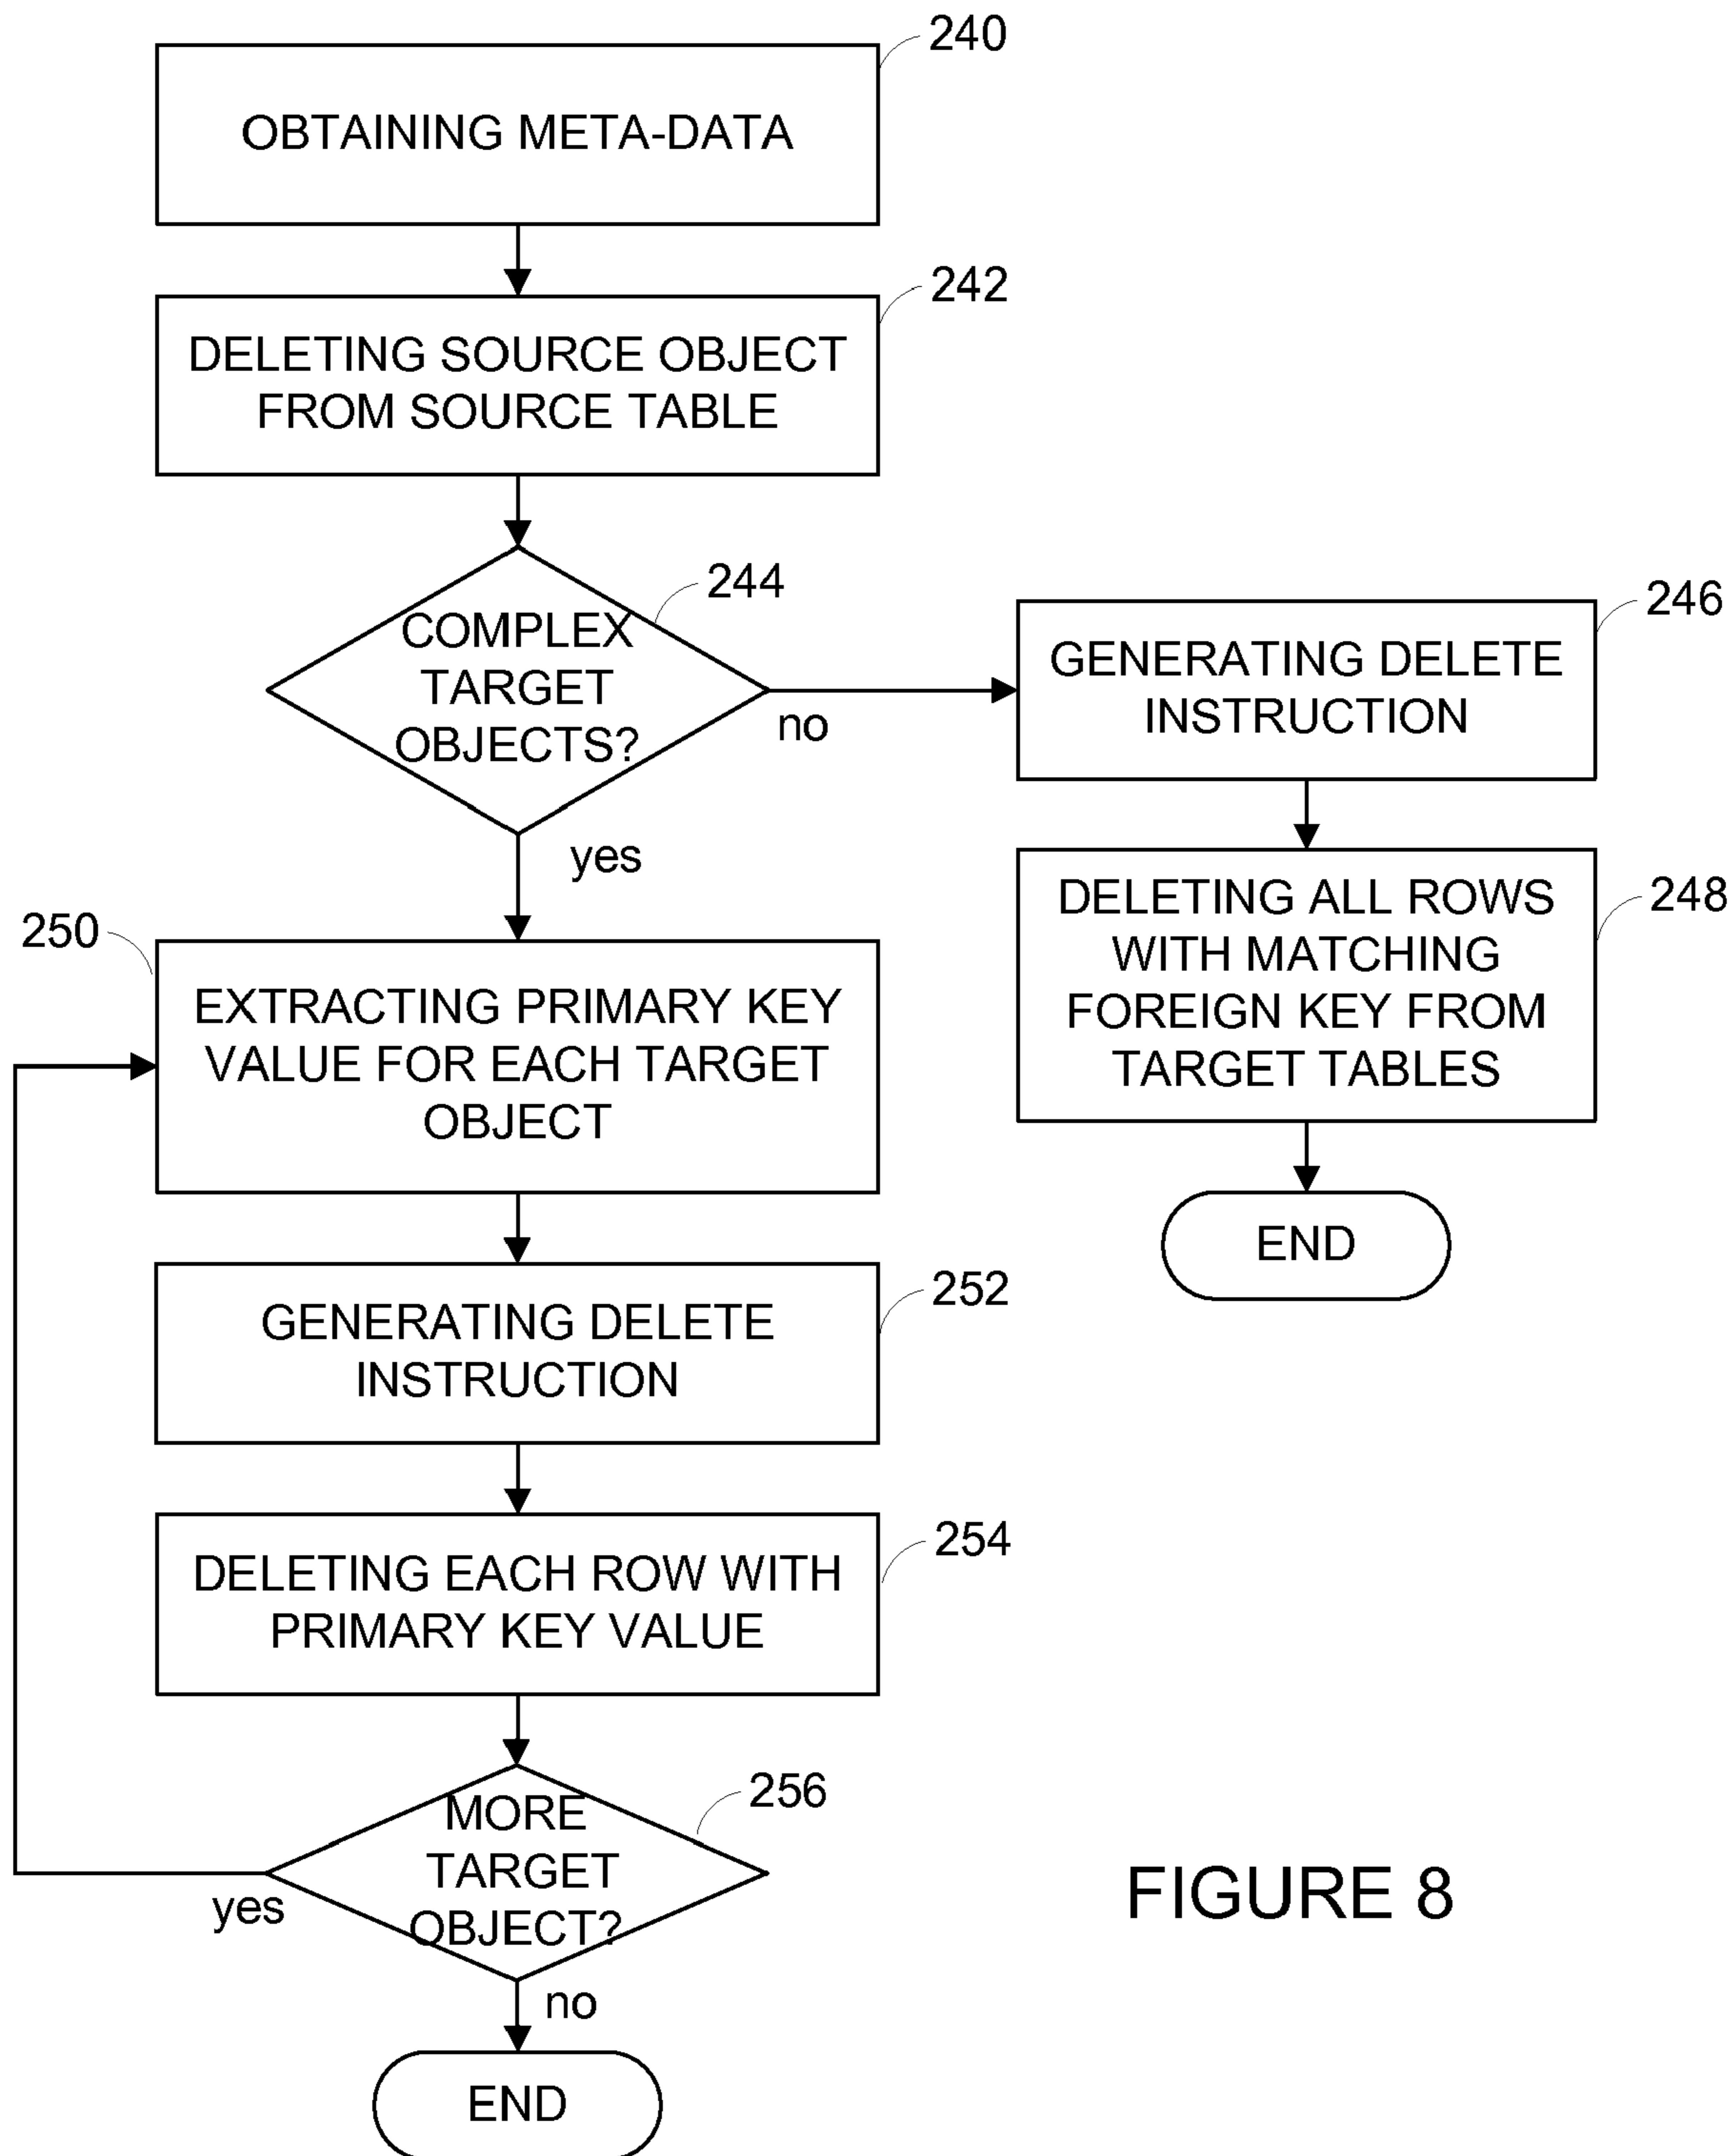 240
OBTAINING META-DATA
242
DELETING SOURCE OBJECT
FROM SOURCE TABLE
244
COMPLEX
TARGET
OBJECTS?
no
yes
246
GENERATING DELETE
INSTRUCTION
248
DELETING ALL ROWS
WITH MATCHING
FOREIGN KEY FROM
TARGET TABLES
END
250
EXTRACTING PRIMARY KEY
VALUE FOR EACH TARGET
OBJECT
252
GENERATING DELETE
INSTRUCTION
254
DELETING EACH ROW WITH
PRIMARY KEY VALUE
256
MORE
TARGET
OBJECT?
yes
no
END
FIGURE 8